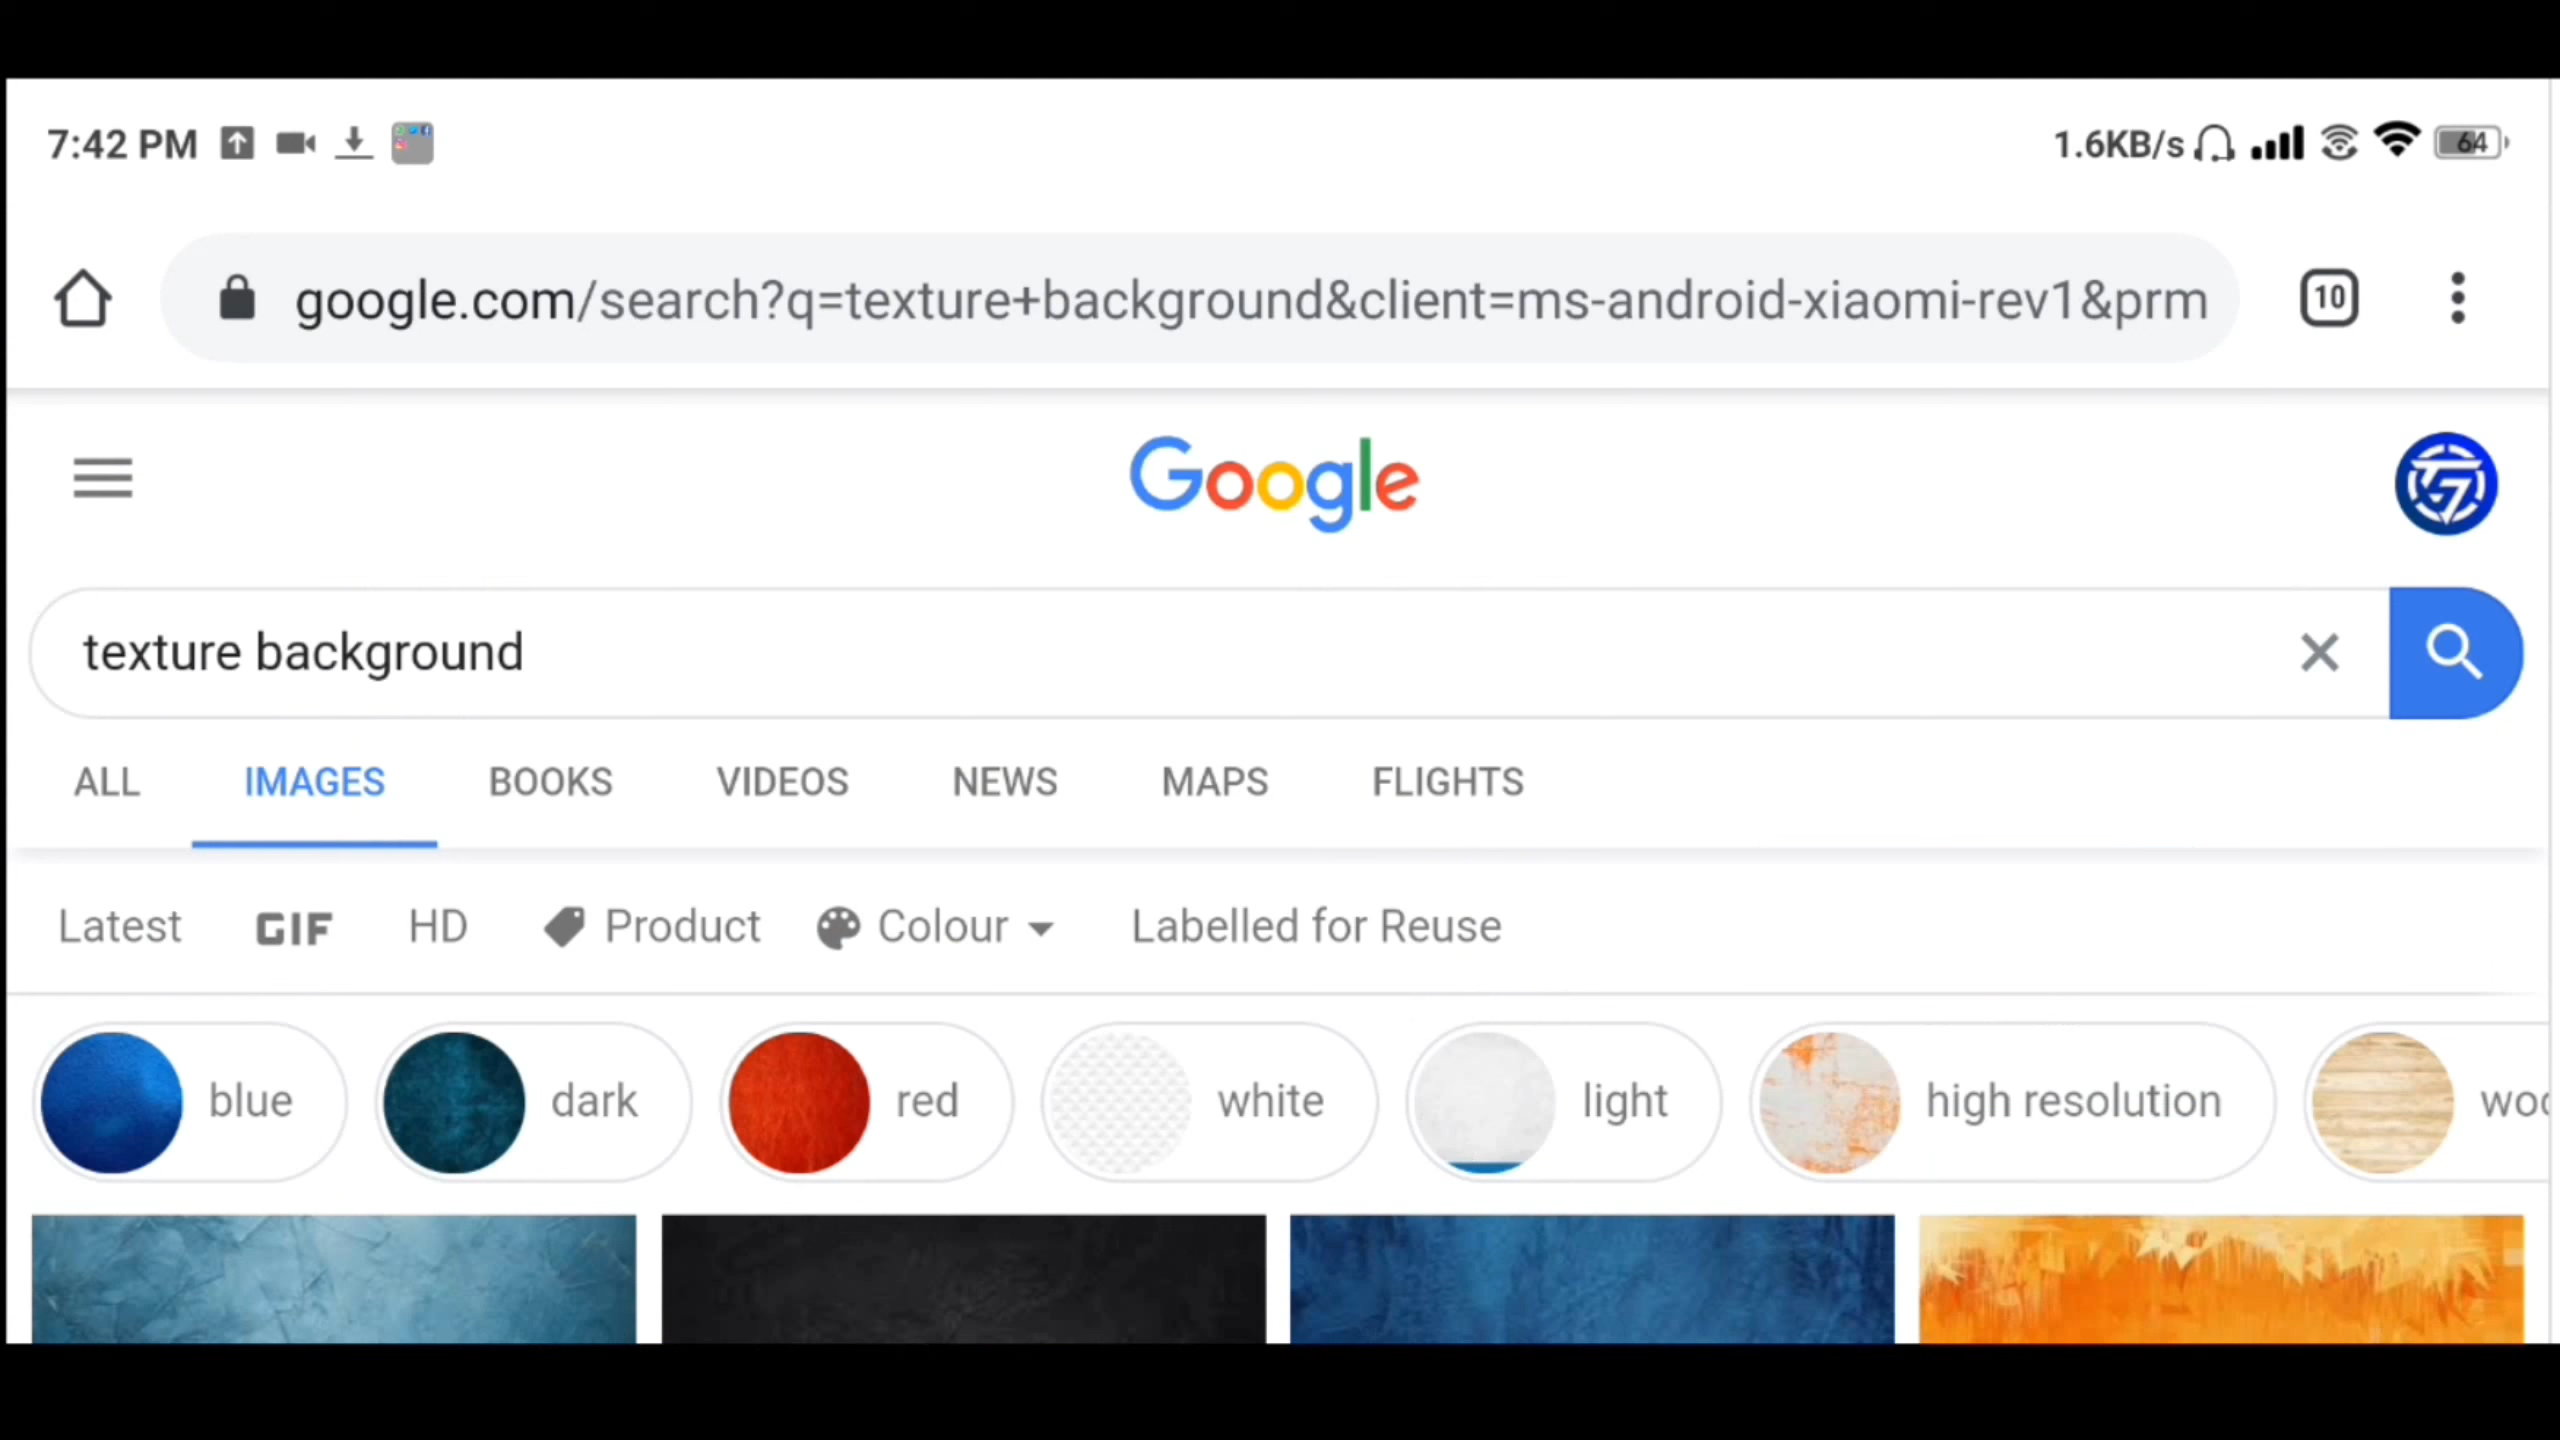 7:42 PM 1.6KB/s 64
google.com/search?q=texture+background&client=ms-android-xiaomi-rev1&prm 10
Google
texture background
ALL IMAGES BOOKS VIDEOS NEWS MAPS FLIGHTS
Latest GIF HD Product Colour Labelled for Reuse
blue dark red white light high resolution woo